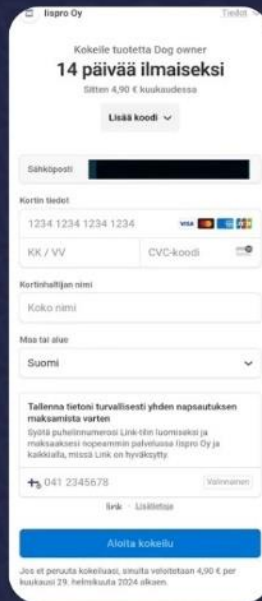 Iispro Oy
Tiedot
Kokeile tuotetta Dog owner
14 päivää ilmaiseksi
Sitten 4,90 € kuukaudessa
Lisää koodi
Sähköposti
Kortin tiedot
1234 1234 1234 1234
VISA
KK / VV
CVC-koodi
Kortinhaltijan nimi
Koko nimi
Maa tai alue
Suomi
Tallenna tietoni turvallisesti yhden napsautuksen
maksamista varten
Syötä puhelinnumerosi Link-tilin luomiseksi ja
maksaaksesi nopeammin palvelussa Iispro Oy ja
kaikkialla, missä Link on hyväksytty.
041 2345678
Valinnainen
link · Lisätietoja
Aloita kokeilu
Jos et peruuta kokeiluasi, sinulta veloitetaan 4,90 € per
kuukausi 29. helmikuuta 2024 alkaen.